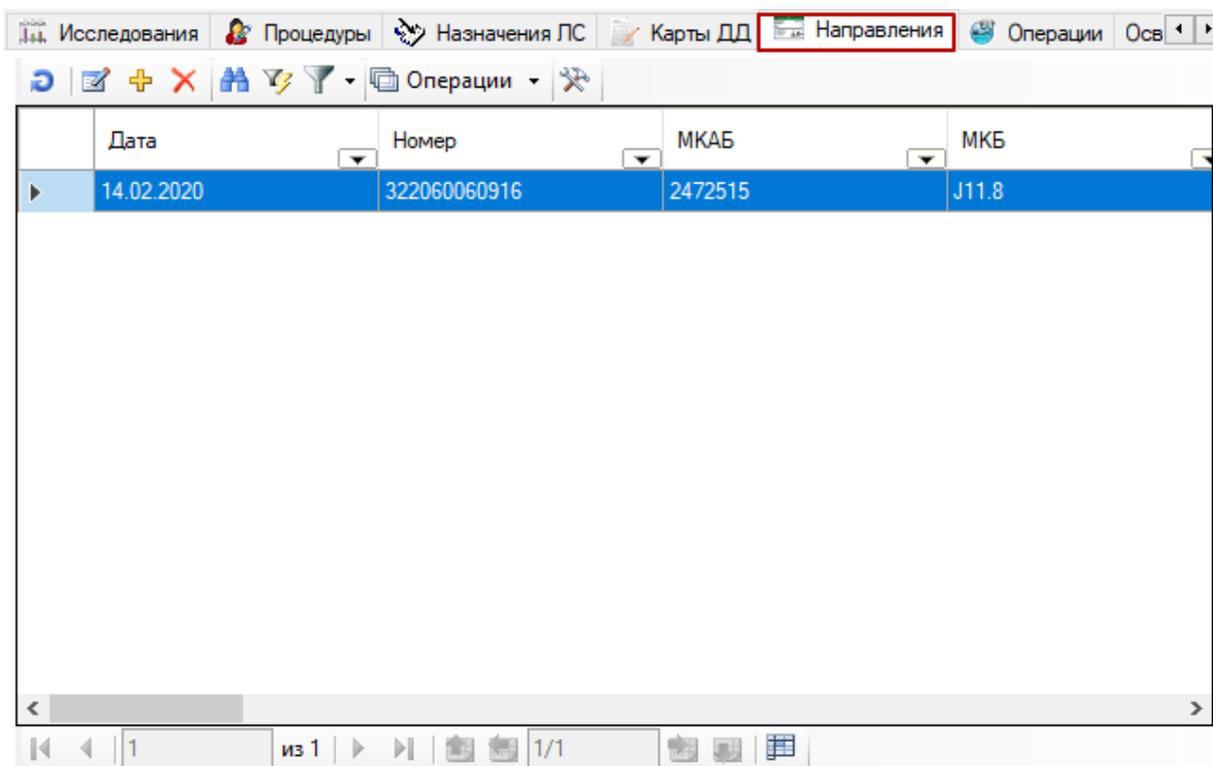 Исследования Процедуры Назначения ЛС Карты ДД Направления Операции Осв
Операции
Дата Номер МКАБ МКБ
14.02.2020 322060060916 2472515 J11.8
1 из 1 1/1